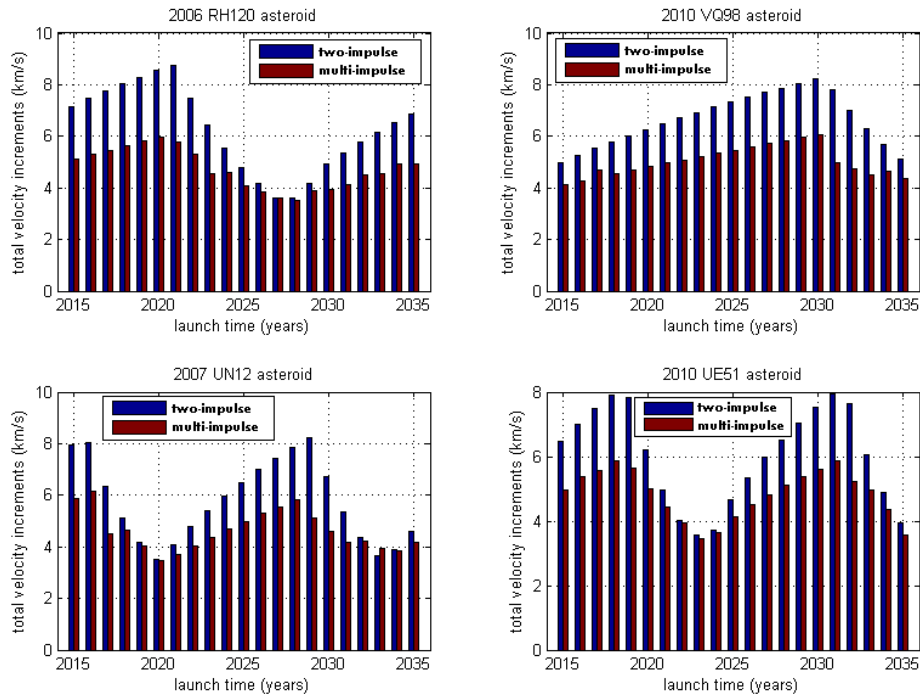 2006 RH120 asteroid
total velocity increments (km/s)
10
8
6
4
2
0
two-impulse
multi-impulse
2015 2020 2025 2030 2035
launch time (years)
2010 VQ98 asteroid
total velocity increments (km/s)
10
8
6
4
2
0
two-impulse
multi-impulse
2015 2020 2025 2030 2035
launch time (years)
2007 UN12 asteroid
total velocity increments (km/s)
10
8
6
4
2
0
two-impulse
multi-impulse
2015 2020 2025 2030 2035
launch time (years)
2010 UE51 asteroid
total velocity increments (km/s)
8
6
4
2
0
two-impulse
multi-impulse
2015 2020 2025 2030 2035
launch time (years)